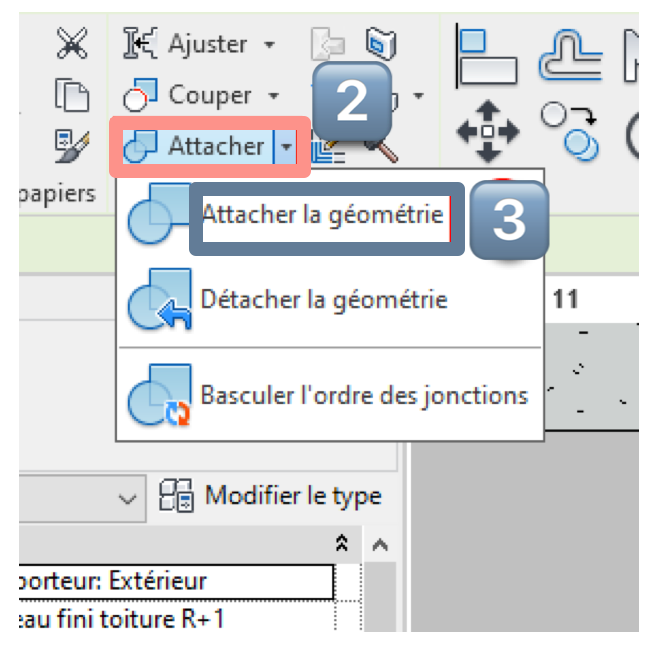 Ajuster
Couper
2
Attacher
papiers
Attacher la géométrie
3
Détacher la géométrie
11
Basculer l'ordre des jonctions
Modifier le type
porteur: Extérieur
eau fini toiture R+1